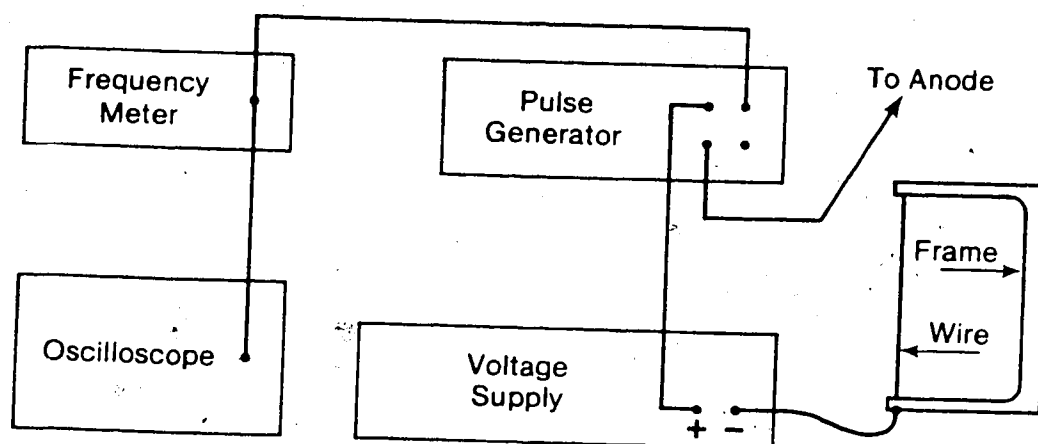 Frequency
Meter
Pulse
Generator
To Anode
Frame
Wire
Oscilloscope
Voltage
Supply
+ -